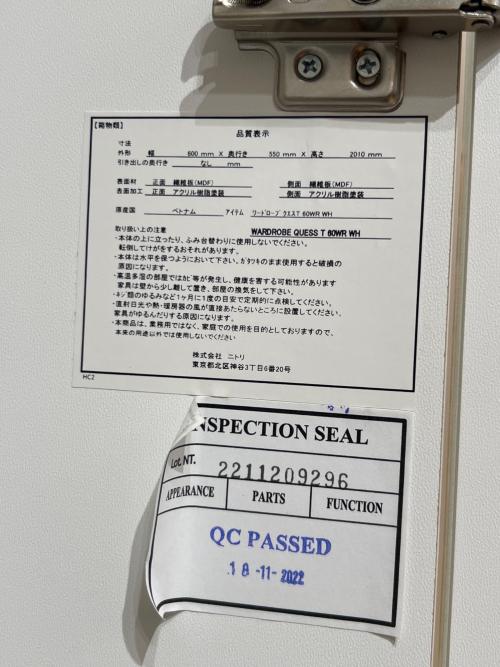 【箱物類】
品質表示
寸法
外形 幅 600 mm X 奥行き 550 mm X 高さ 2010 mm
引き出しの奥行き なし mm
表面材 正面 繊維板(MDF) 側面 繊維板(MDF)
表面加工 正面 アクリル樹脂塗装 側面 アクリル樹脂塗装
原産国 ベトナム アイテム ワードローブ クエスT 60WR WH
取り扱い上の注意 WARDROBE QUESS T 60WR WH
・本体の上に立ったり、ふみ台替わりに使用しないでください。
転倒してけがをするおそれがあります。
・本体は水平を保つようにおいて下さい。ガタツキのまま使用すると破損の
原因になります。
・高温多湿の部屋ではカビ等が発生し、健康を害する可能性があります
家具は壁から少し離して置き、部屋の換気をして下さい。
・ネジ類のゆるみなど1ヶ月に1度の目安で定期的に点検してください。
・直射日光や熱・暖房器の風が直接あたらないところに設置してください。
家具がゆるんだりする原因になります。
・本商品は、業務用ではなく、家庭での使用を目的としておりますので、
本来の用途以外では使用しないでください
株式会社 ニトリ
東京都北区神谷3丁目6番20号
HC2
NSPECTION SEAL
Lot.NT. 2211209296
APPEARANCE PARTS FUNCTION
QC PASSED
18-11-2022